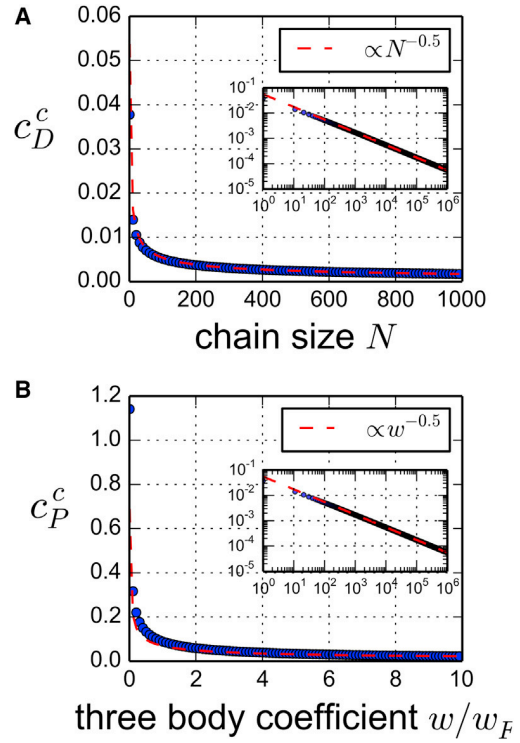 A
0.06
0.05
0.04
0.03
0.02
0.01
0.00
c_D^c
∝N^{-0.5}
10^{-1}
10^{-2}
10^{-3}
10^{-4}
10^{-5}
10^0 10^1 10^2 10^3 10^4 10^5 10^6
0 200 400 600 800 1000
chain size N
B
1.2
1.0
0.8
0.6
0.4
0.2
0.0
c_P^c
∝w^{-0.5}
10^{-1}
10^{-2}
10^{-3}
10^{-4}
10^{-5}
10^0 10^1 10^2 10^3 10^4 10^5 10^6
0 2 4 6 8 10
three body coefficient w/w_F